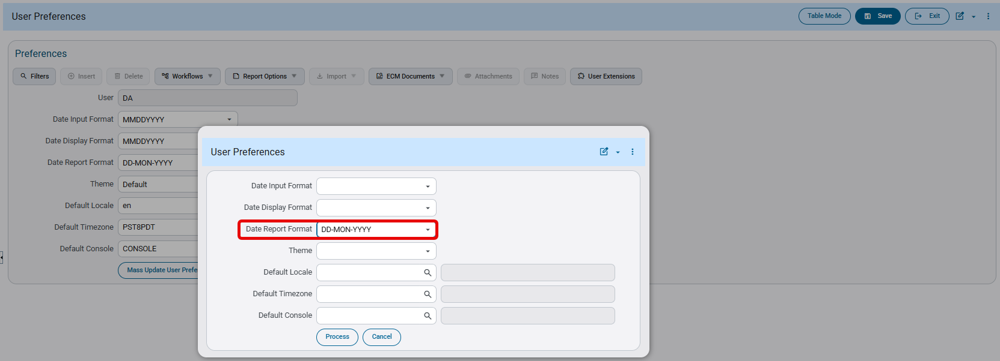 User Preferences
Table Mode Save Exit
Preferences
Filters Insert Delete Workflows Report Options Import ECM Documents Attachments Notes User Extensions
User DA
Date Input Format MMDDYYYY
Date Display Format MMDDYYYY
Date Report Format DD-MON-YYYY
Theme Default
Default Locale en
Default Timezone PST8PDT
Default Console CONSOLE
Mass Update User Prefe
User Preferences
Date Input Format
Date Display Format
Date Report Format DD-MON-YYYY
Theme
Default Locale
Default Timezone
Default Console
Process Cancel